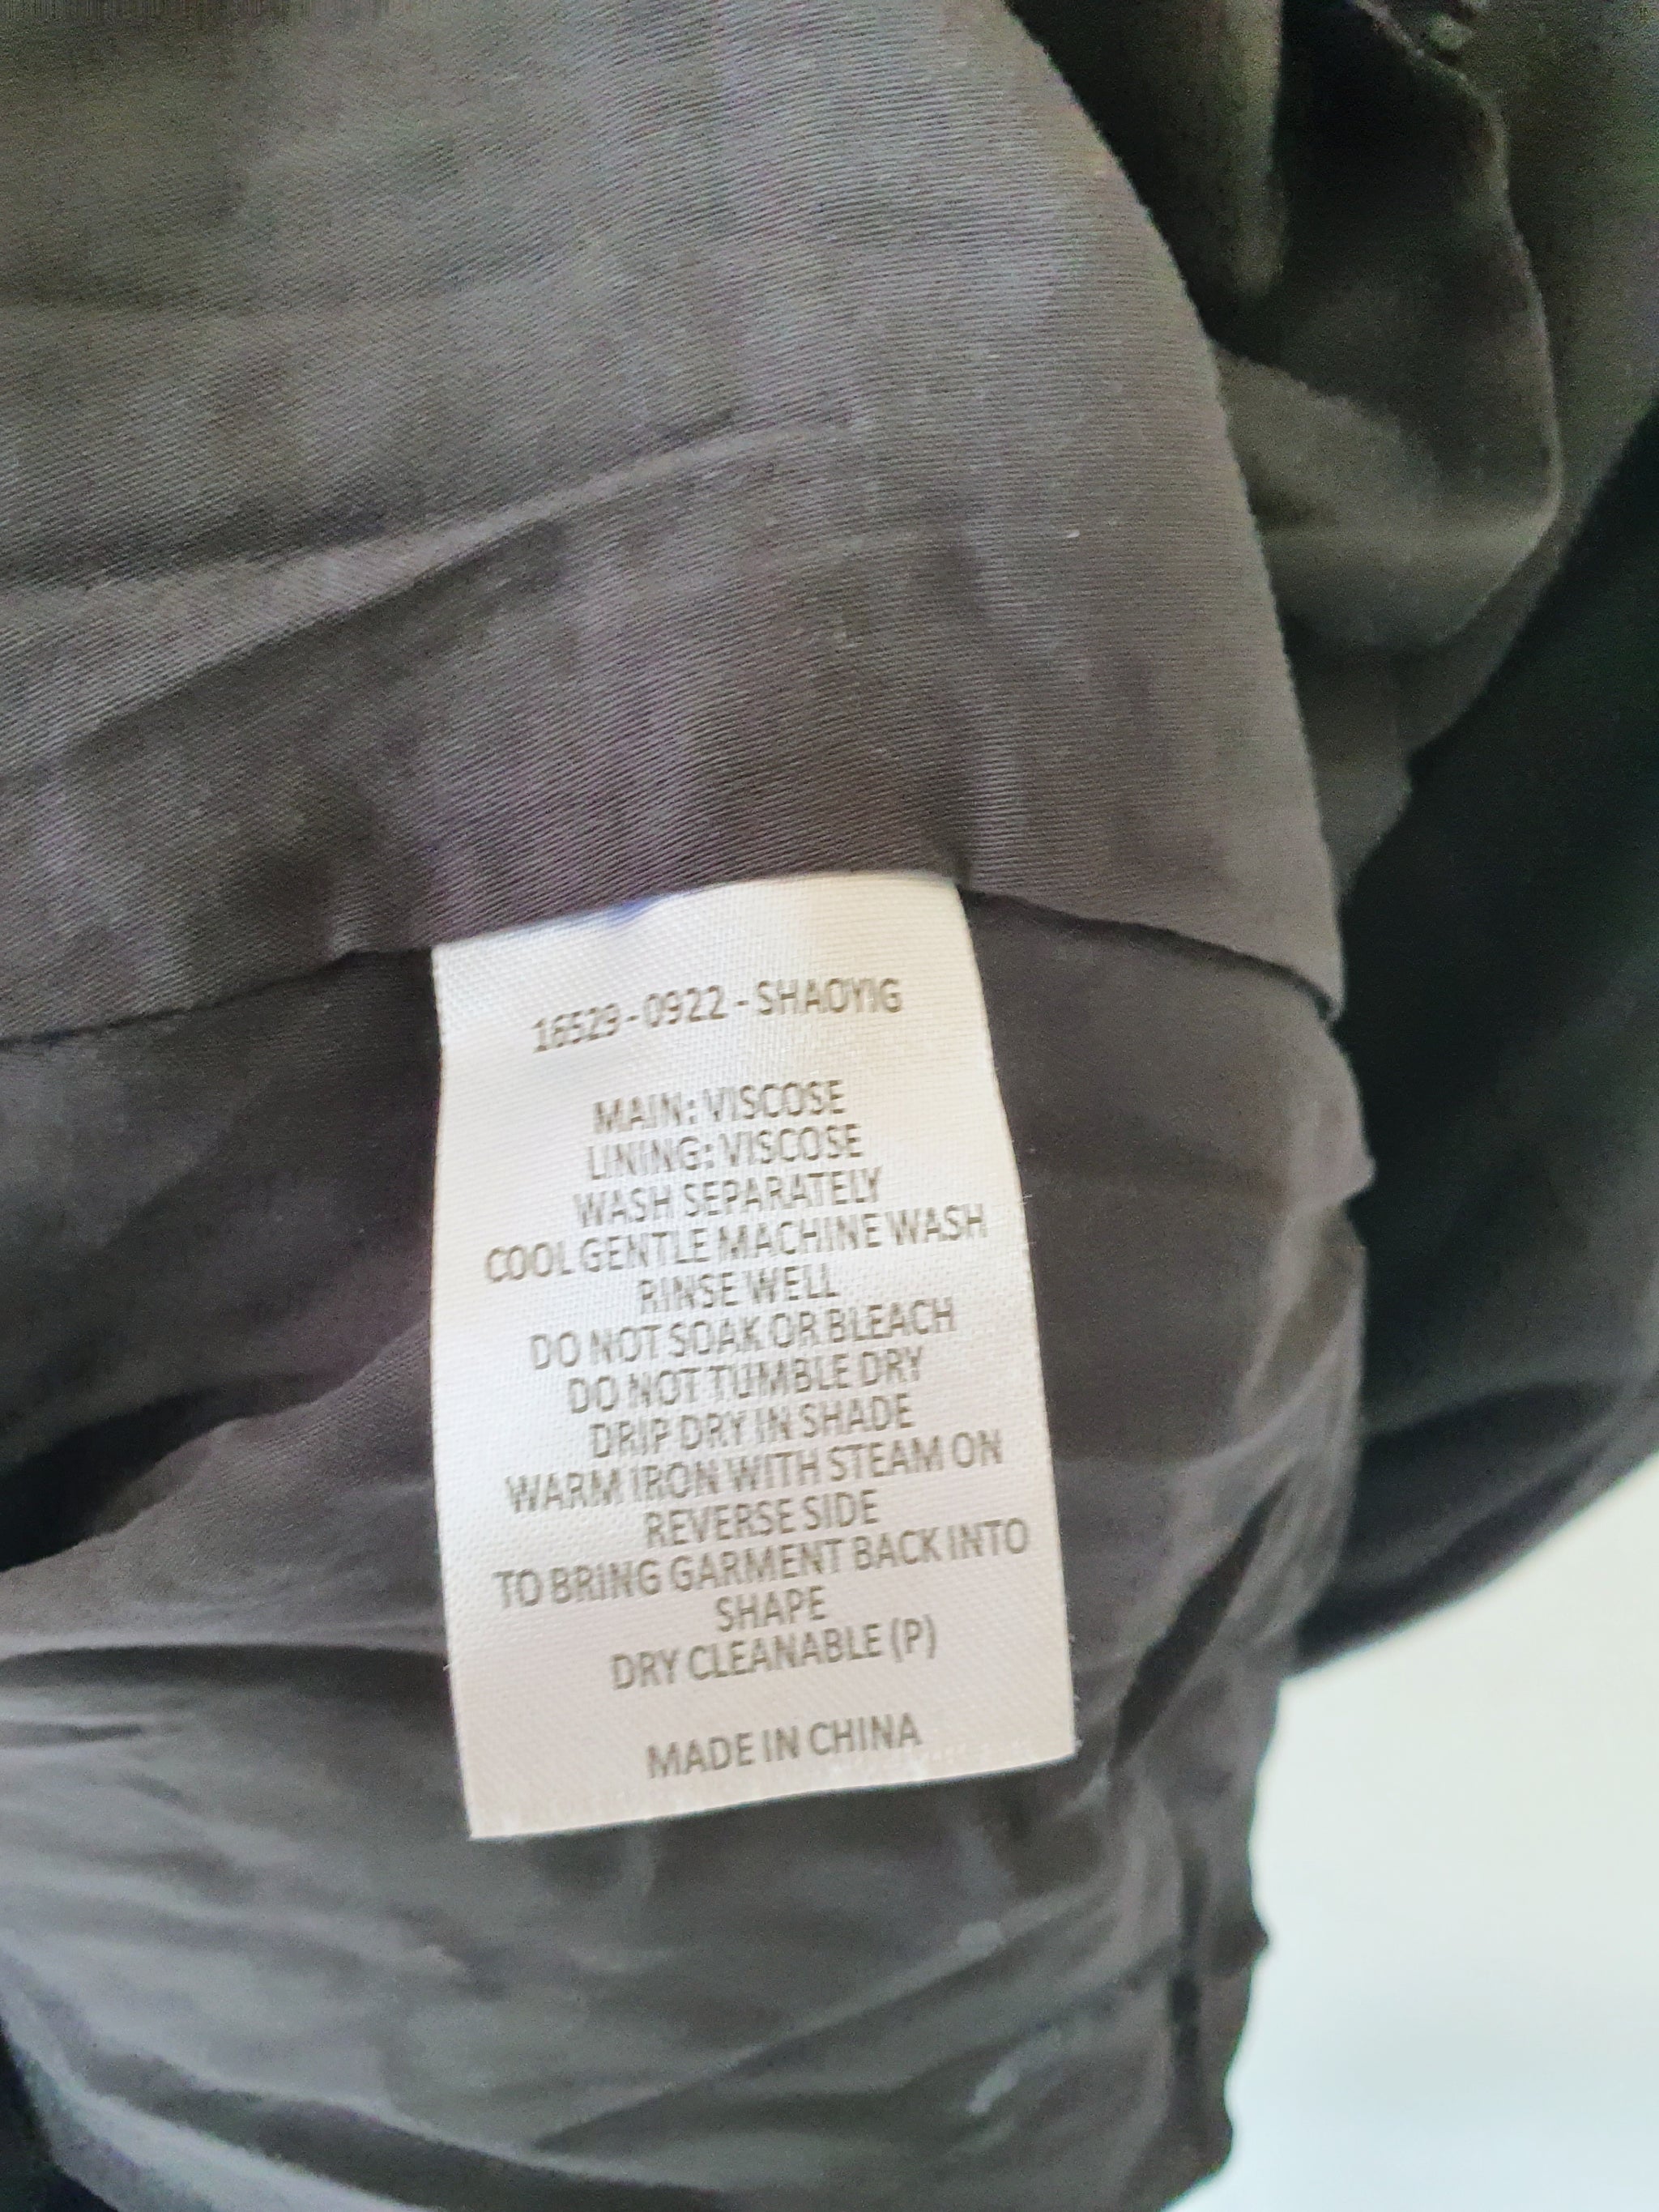 16529 - 0922 - SHAOYIG
MAIN: VISCOSE
LINING: VISCOSE
WASH SEPARATELY
COOL GENTLE MACHINE WASH
RINSE WELL
DO NOT SOAK OR BLEACH
DO NOT TUMBLE DRY
DRIP DRY IN SHADE
WARM IRON WITH STEAM ON
REVERSE SIDE
TO BRING GARMENT BACK INTO
SHAPE
DRY CLEANABLE (P)
MADE IN CHINA